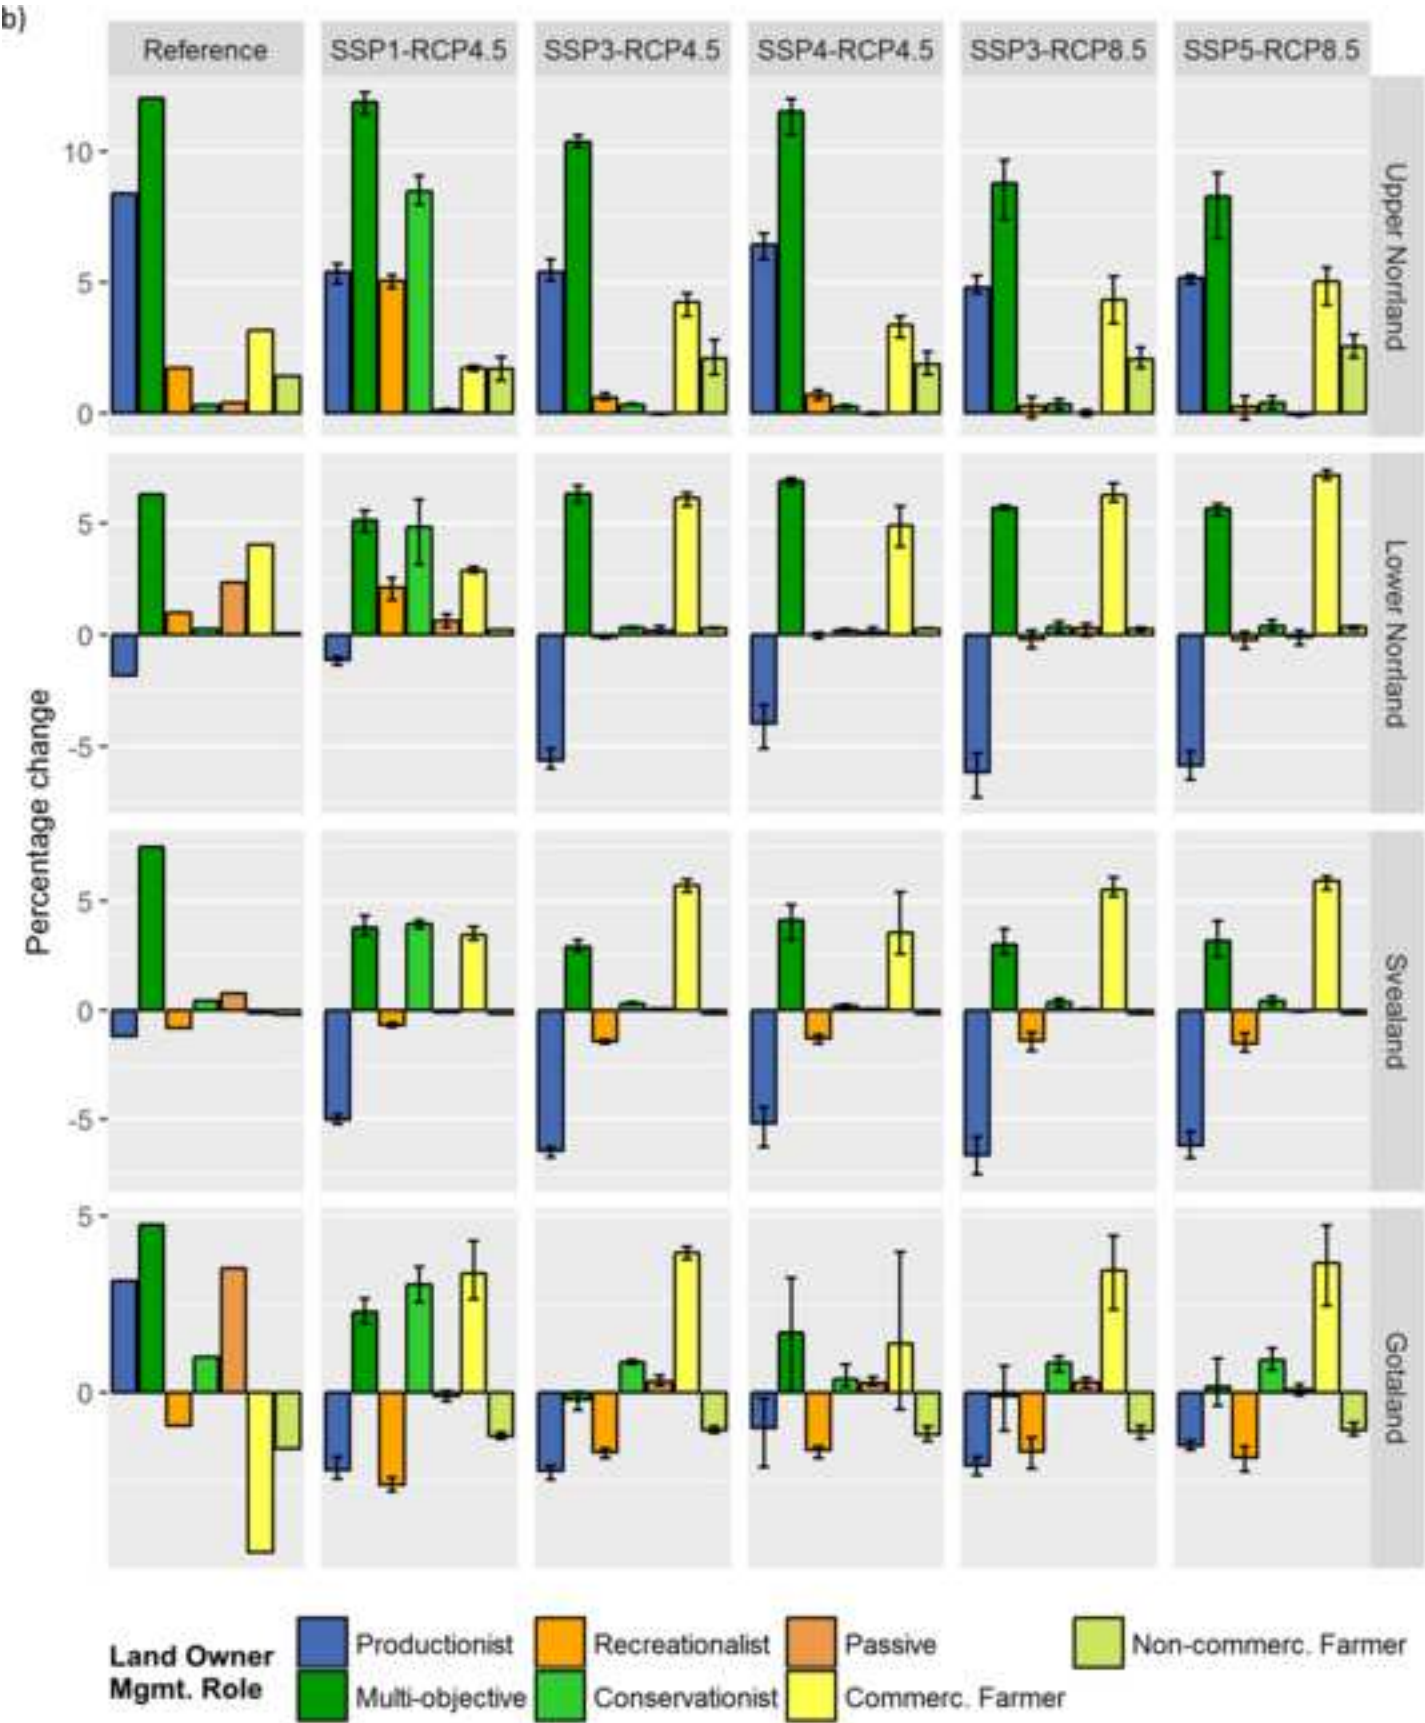 b)
Reference SSP1-RCP4.5 SSP3-RCP4.5 SSP4-RCP4.5 SSP3-RCP8.5 SSP5-RCP8.5
10
5
0
Upper Norrland
5
0
-5
Lower Norrland
5
0
-5
Svealand
5
0
Gotaland
Percentage change
Land Owner
Mgmt. Role
Productionist Recreationalist Passive Non-commerc. Farmer
Multi-objective Conservationist Commerc. Farmer